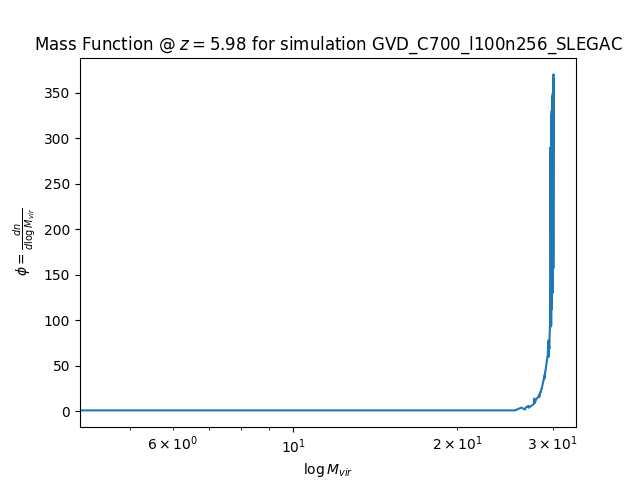 Mass Function @ z = 5.98 for simulation GVD_C700_l100n256_SLEGAC
350
300
250
200
150
100
50
0
ϕ = dn/dlog M_vir
6 × 10⁰
10¹
2 × 10¹
3 × 10¹
log M_vir